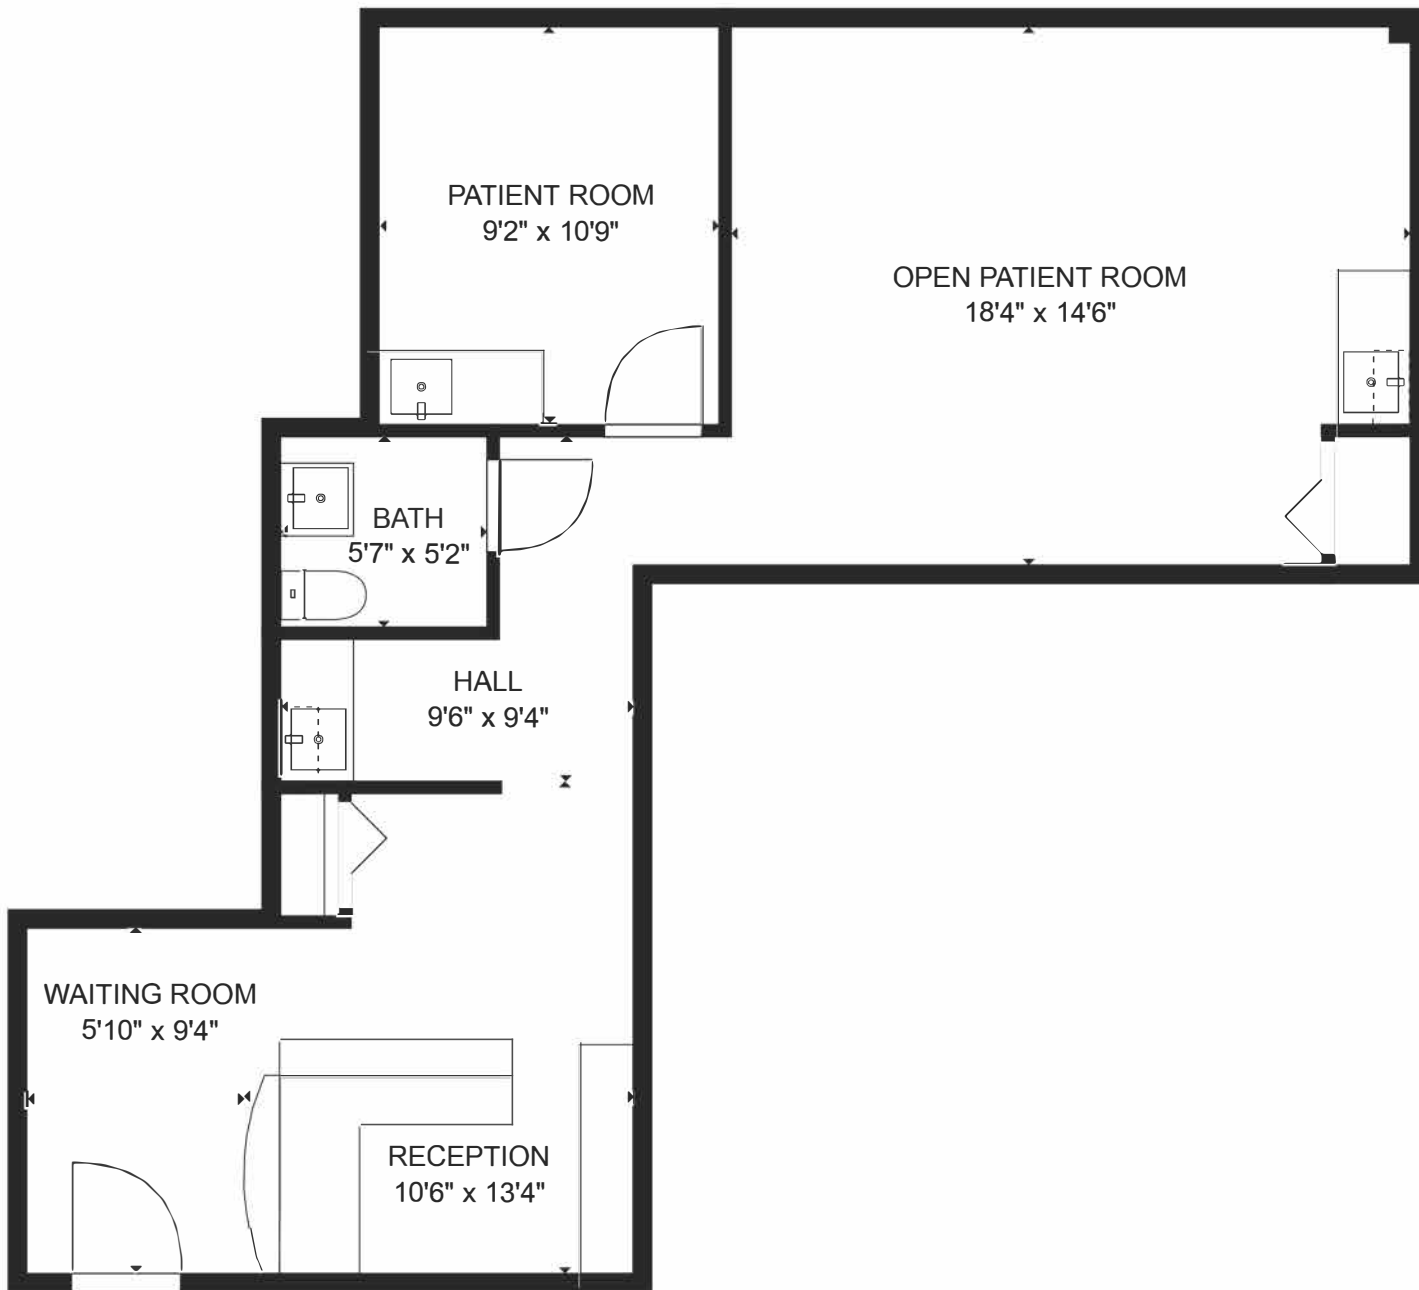 PATIENT ROOM
9'2" x 10'9"
OPEN PATIENT ROOM
18'4" x 14'6"
BATH
5'7" x 5'2"
HALL
9'6" x 9'4"
WAITING ROOM
5'10" x 9'4"
RECEPTION
10'6" x 13'4"